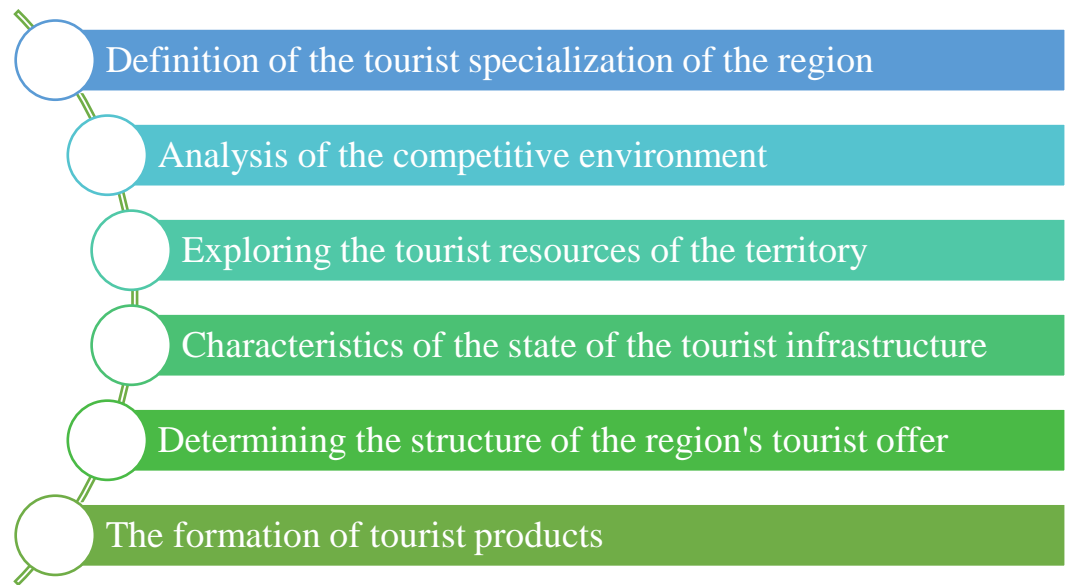 Definition of the tourist specialization of the region
Analysis of the competitive environment
Exploring the tourist resources of the territory
Characteristics of the state of the tourist infrastructure
Determining the structure of the region's tourist offer
The formation of tourist products